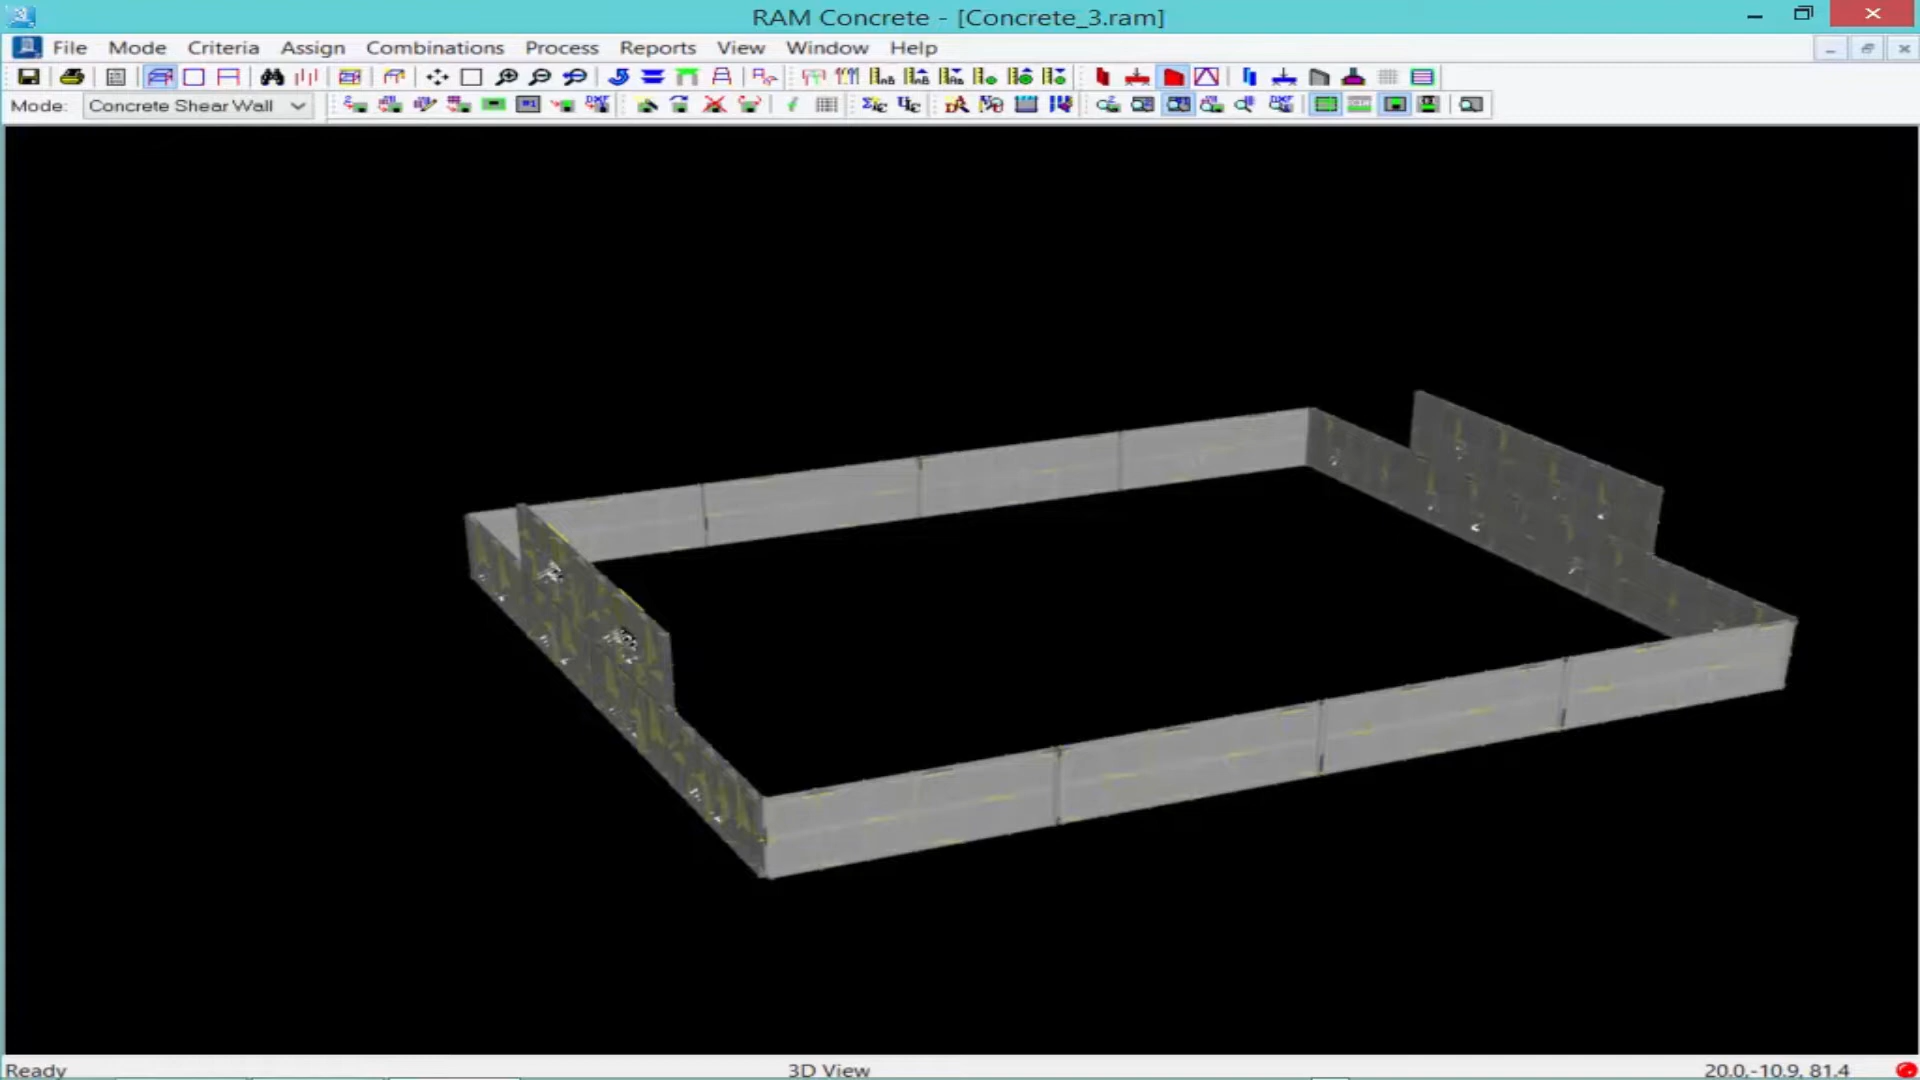 RAM Concrete - [Concrete_3.ram]
File Mode Criteria Assign Combinations Process Reports View Window Help
Mode: Concrete Shear Wall
Ready 3D View 20.0,-10.9, 81.4